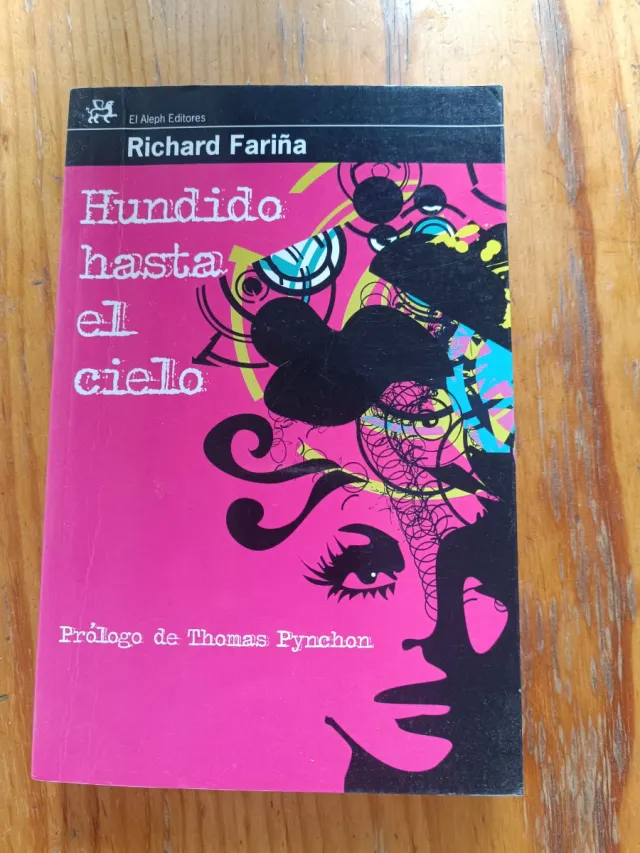 El Aleph Editores
Richard Fariña
Hundido
hasta
el
cielo
Prólogo de Thomas Pynchon